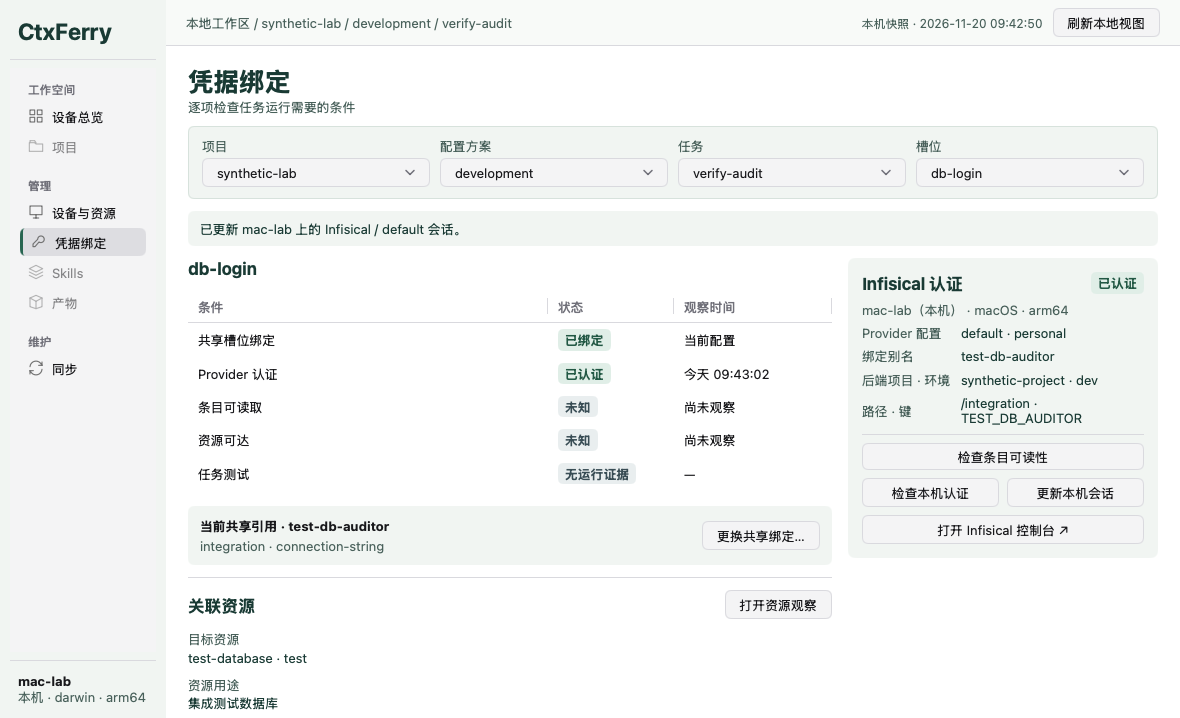 CtxFerry
本地工作区 / synthetic-lab / development / verify-audit
本机快照 · 2026-11-20 09:42:50
刷新本地视图
工作空间
设备总览
项目
管理
设备与资源
凭据绑定
Skills
产物
维护
同步
mac-lab
本机 · darwin · arm64
凭据绑定
逐项检查任务运行需要的条件
项目 配置方案 任务 槽位
synthetic-lab development verify-audit db-login
已更新 mac-lab 上的 Infisical / default 会话。
db-login
条件 状态 观察时间
共享槽位绑定 已绑定 当前配置
Provider 认证 已认证 今天 09:43:02
条目可读取 未知 尚未观察
资源可达 未知 尚未观察
任务测试 无运行证据 —
当前共享引用 · test-db-auditor
integration · connection-string
更换共享绑定...
关联资源
打开资源观察
目标资源
test-database · test
资源用途
集成测试数据库
Infisical 认证 已认证
mac-lab（本机） · macOS · arm64
Provider 配置 default · personal
绑定别名 test-db-auditor
后端项目 · 环境 synthetic-project · dev
路径 · 键 /integration ·
TEST_DB_AUDITOR
检查条目可读性
检查本机认证 更新本机会话
打开 Infisical 控制台 ↗